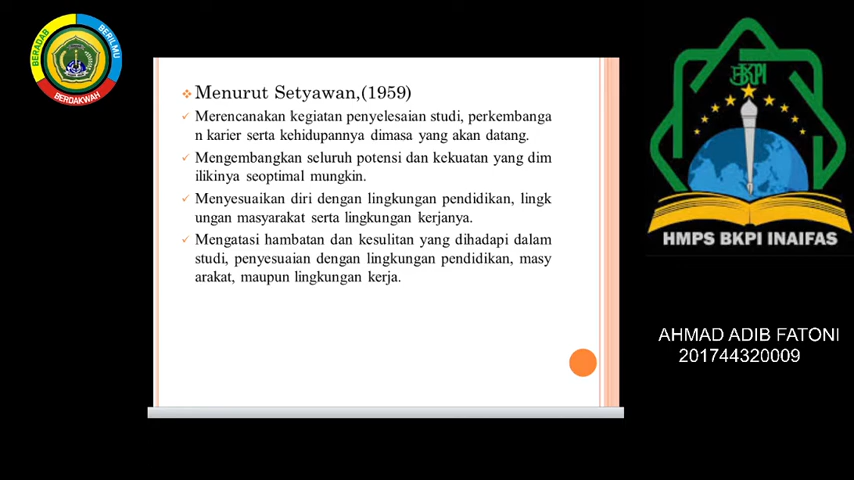 BERADAB
BERILMU
BERDAKWAH
Menurut Setyawan,(1959)
Merencanakan kegiatan penyelesaian studi, perkembanga
n karier serta kehidupannya dimasa yang akan datang.
Mengembangkan seluruh potensi dan kekuatan yang dim
ilikinya seoptimal mungkin.
Menyesuaikan diri dengan lingkungan pendidikan, lingk
ungan masyarakat serta lingkungan kerjanya.
Mengatasi hambatan dan kesulitan yang dihadapi dalam
studi, penyesuaian dengan lingkungan pendidikan, masy
arakat, maupun lingkungan kerja.
BKPI
HMPS BKPI INAIFAS
AHMAD ADIB FATONI
201744320009